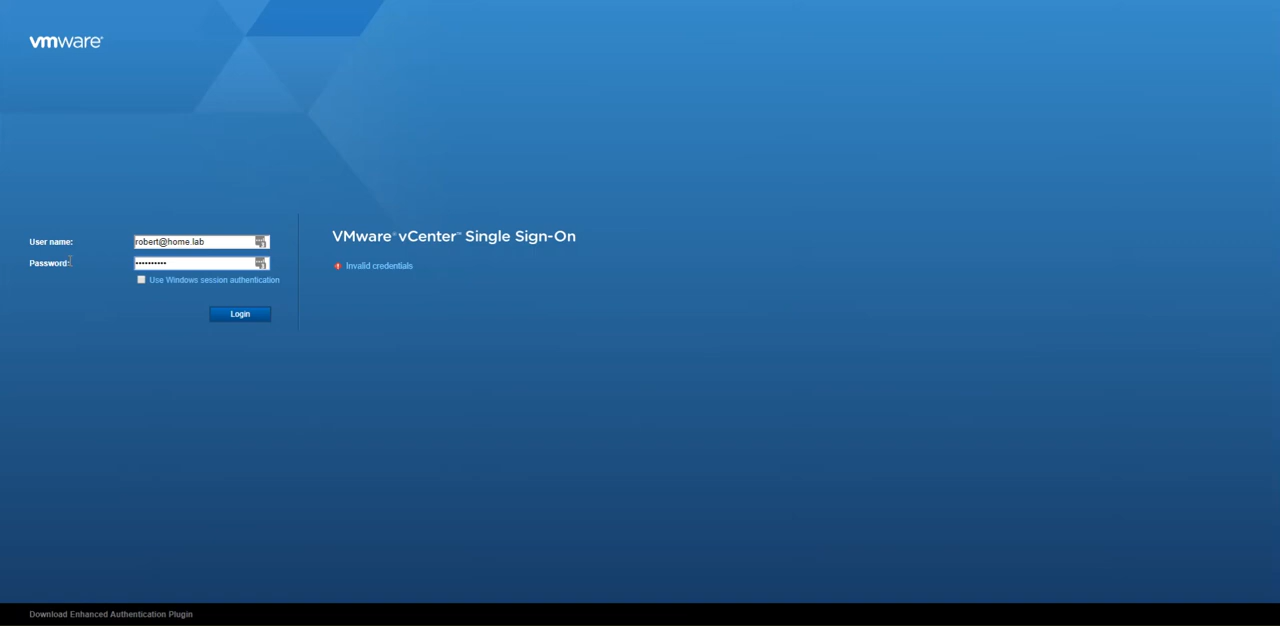 vmware®
User name:
robert@home.lab
Password:
••••••••••
Use Windows session authentication
Login
VMware® vCenter™ Single Sign-On
Invalid credentials
Download Enhanced Authentication Plugin